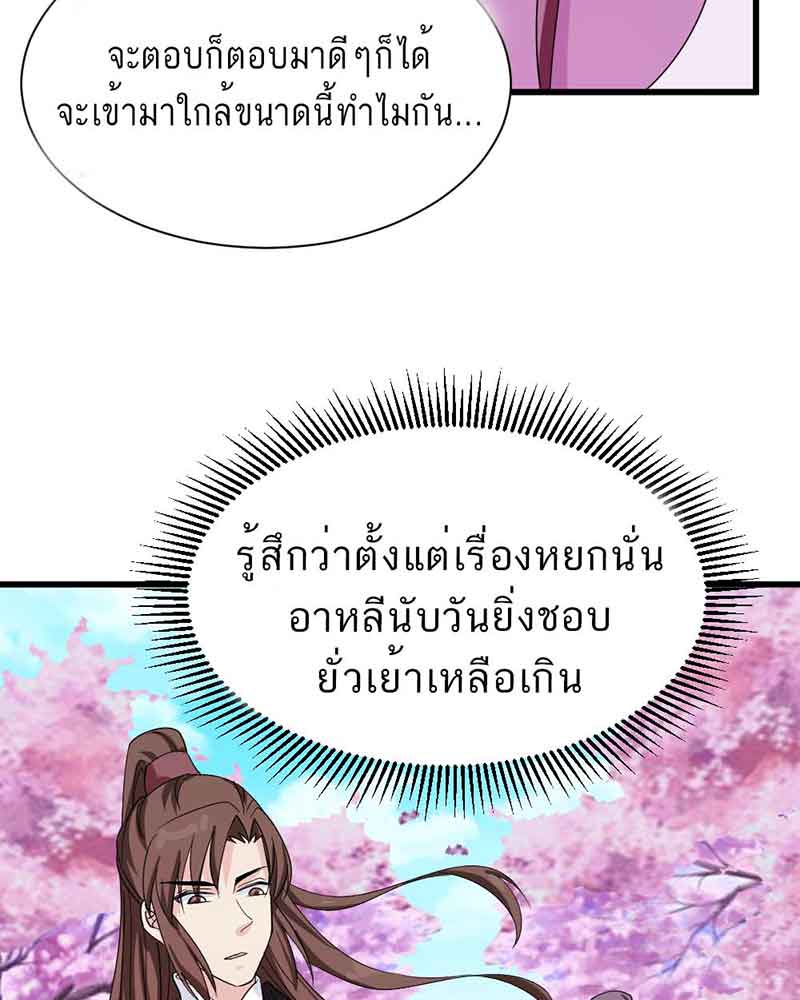 จะตอบก็ตอบมาดีๆก็ได้
จะเข้ามาใกล้ขนาดนี้ทำไมกัน...
รู้สึกว่าตั้งแต่เรื่องหยกนั่น
อาหลีนับวันยิ่งชอบ
ยั่วเย้าเหลือเกิน